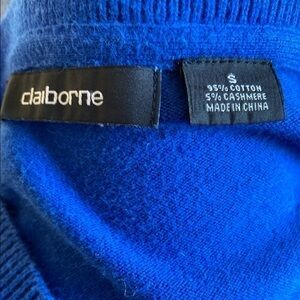 claiborne
S
95% COTTON
5% CASHMERE
MADE IN CHINA